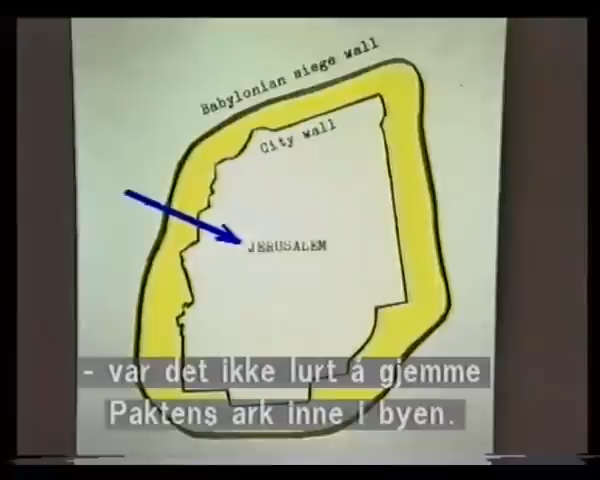 Babylonian siege wall
City wall
JERUSALEM
- var det ikke lurt å gjemme
Paktens ark inne i byen.